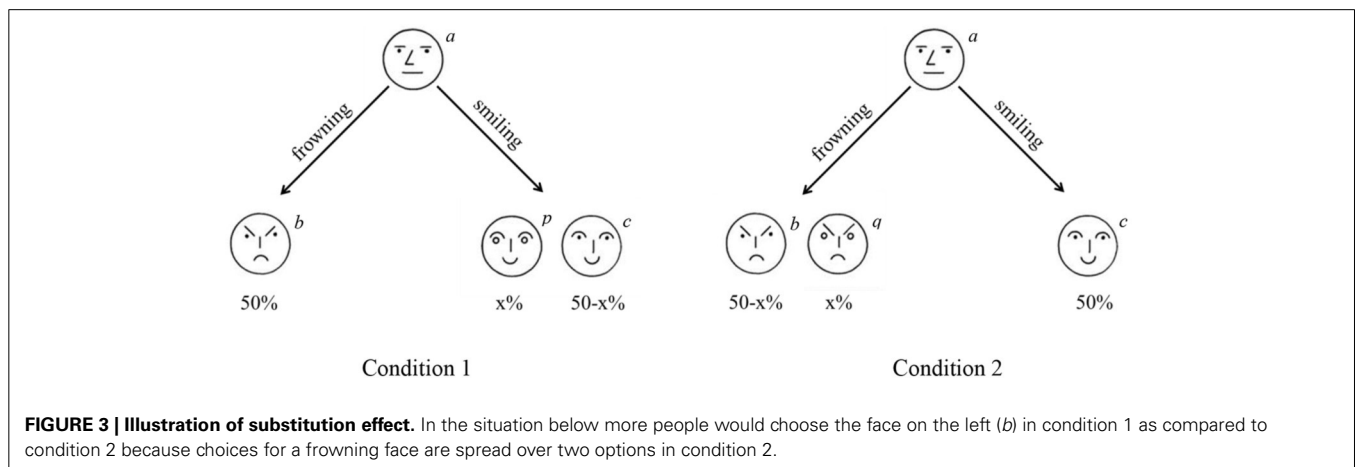 a
a
frowning
smiling
frowning
smiling
b
p
c
b
q
c
50%
x%
50-x%
50-x%
x%
50%
Condition 1
Condition 2
FIGURE 3 | Illustration of substitution effect. In the situation below more people would choose the face on the left (b) in condition 1 as compared to
condition 2 because choices for a frowning face are spread over two options in condition 2.